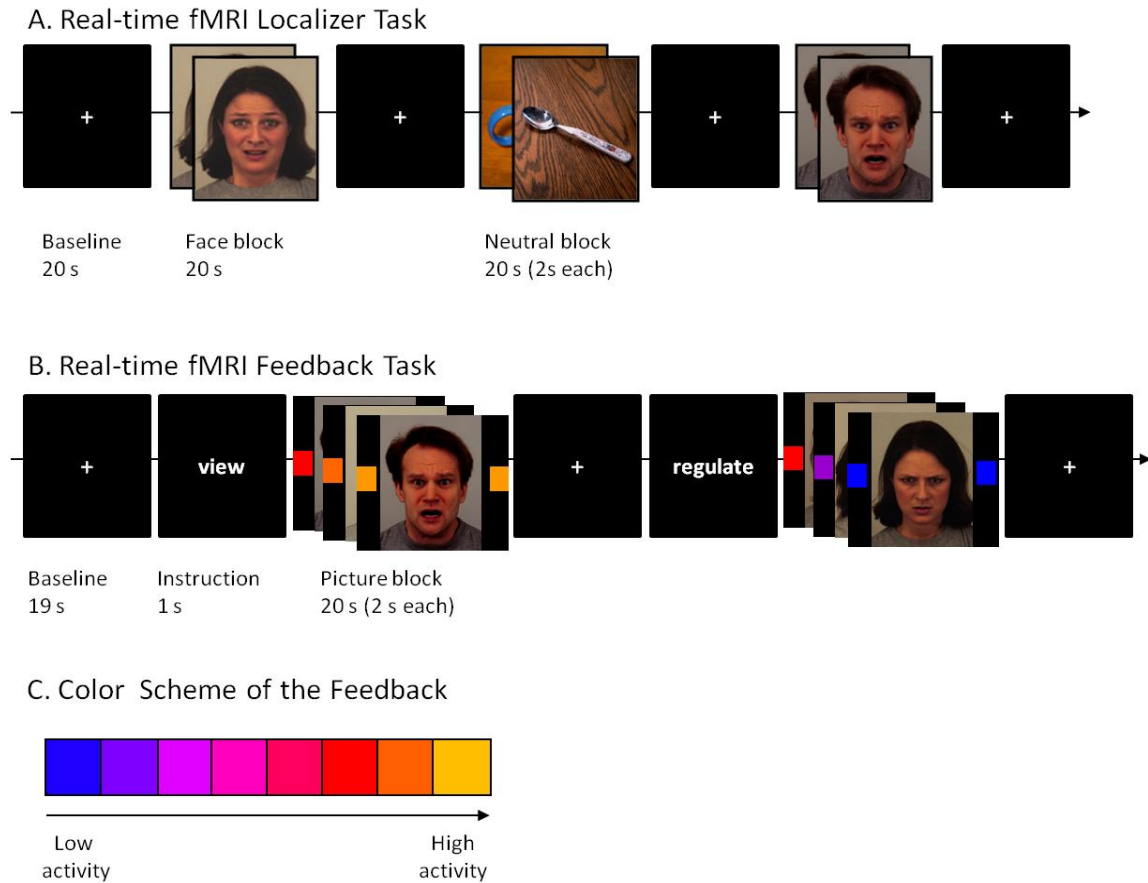 A. Real-time fMRI Localizer Task
+
+
+
+
Baseline
20 s
Face block
20 s
Neutral block
20 s (2s each)
B. Real-time fMRI Feedback Task
+
view
+
regulate
+
Baseline
19 s
Instruction
1 s
Picture block
20 s (2 s each)
C. Color Scheme of the Feedback
Low
activity
High
activity